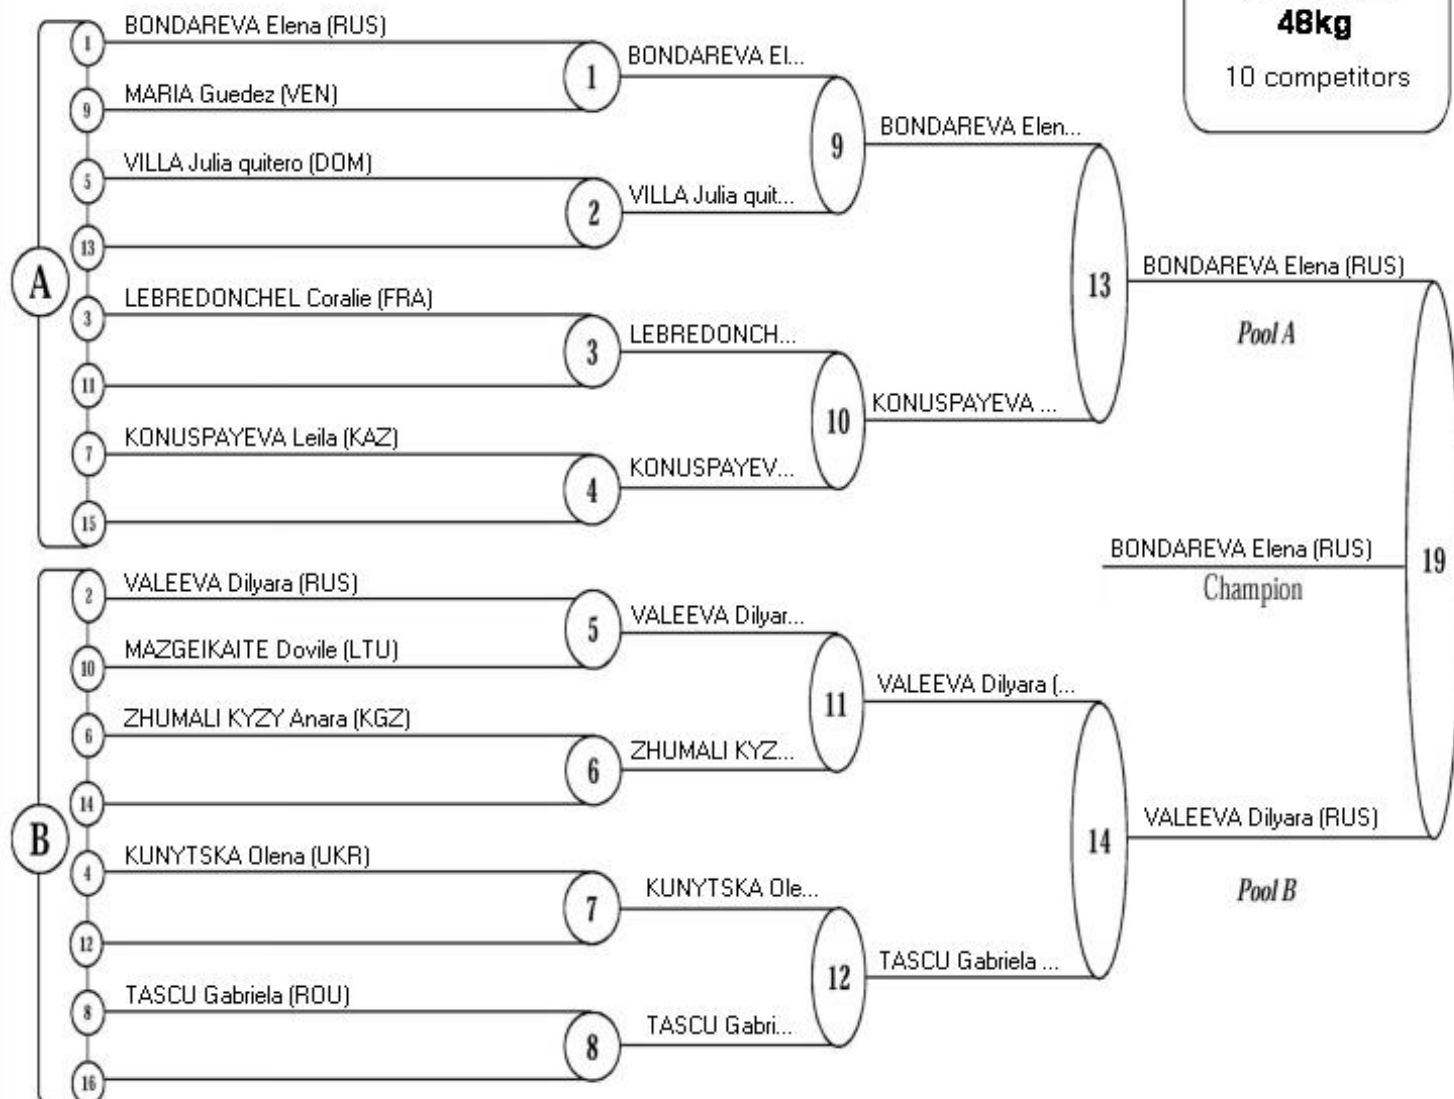 48kg
10 competitors
A
1
BONDAREVA Elena (RUS)
9
MARIA Guedez (VEN)
5
VILLA Julia quitero (DOM)
13
3
LEBREDONCHEL Coralie (FRA)
11
7
KONUSPAYEVA Leila (KAZ)
15
B
2
VALEEVA Dilyara (RUS)
10
MAZGEIKAITE Dovile (LTU)
6
ZHUMALI KYZY Anara (KGZ)
14
4
KUNYTSKA Olena (UKR)
12
8
TASCU Gabriela (ROU)
16
1
BONDAREVA El...
2
VILLA Julia quit...
3
LEBREDONCH...
4
KONUSPAYEV...
5
VALEEVA Dilyar...
6
ZHUMALI KYZ...
7
KUNYTSKA Ole...
8
TASCU Gabri...
9
BONDAREVA Elen...
10
KONUSPAYEVA ...
11
VALEEVA Dilyara (...
12
TASCU Gabriela ...
13
BONDAREVA Elena (RUS)
Pool A
14
VALEEVA Dilyara (RUS)
Pool B
19
BONDAREVA Elena (RUS)
Champion